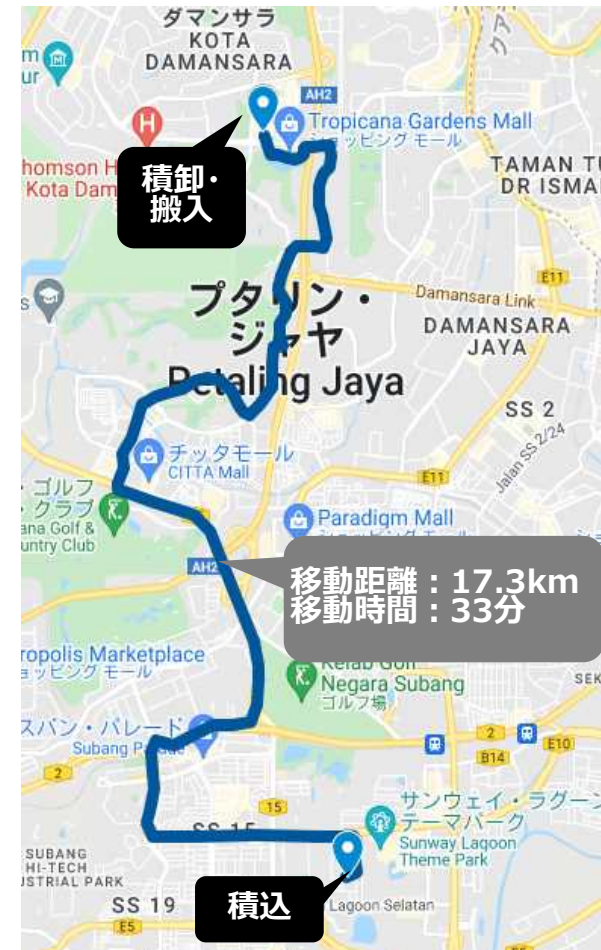 ダマンサラ
KOTA
DAMANSARA
AH2
Tropicana Gardens Mall
ショッピング モール
積卸・
搬入
Kota Dam
TAMAN TU
DR ISMA
E11
プタリン・
ジャヤ
Petaling Jaya
Damansara Link
DAMANSARA
JAYA
SS 2
Jalan SS 2/24
チッタモール
CITTA Mall
E11
ゴルフ
クラブ
ana Golf &
untry Club
Paradigm Mall
AH2
移動距離：17.3km
移動時間：33分
ropolis Marketplace
ョッピング モール
Negara Subang
ゴルフ場
SEK
スバン・パレード
Subang Parade
2
2
B14
E10
15
サンウェイ・ラグーン
テーマパーク
Sunway Lagoon
Theme Park
SS 15
SUBANG
HI-TECH
USTRIAL PARK
SS 19
積込
Lagoon Selatan
E5